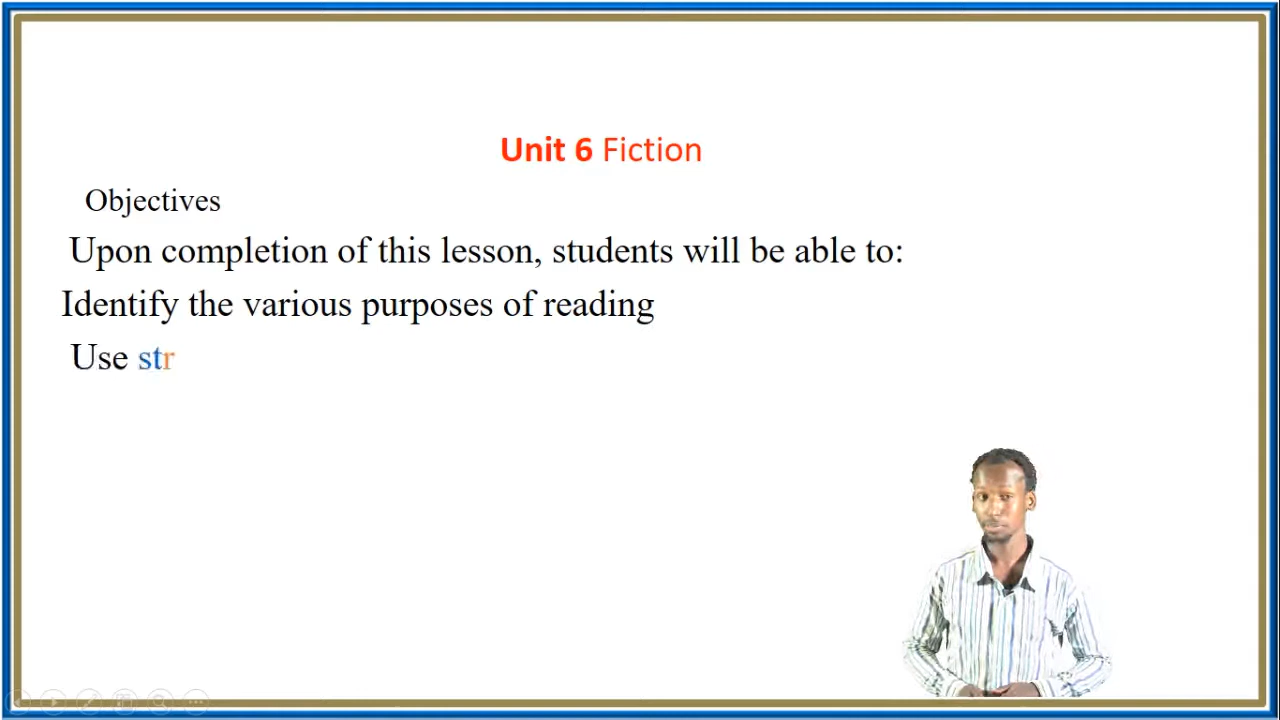 Unit 6 Fiction
Objectives
Upon completion of this lesson, students will be able to:
Identify the various purposes of reading
Use str